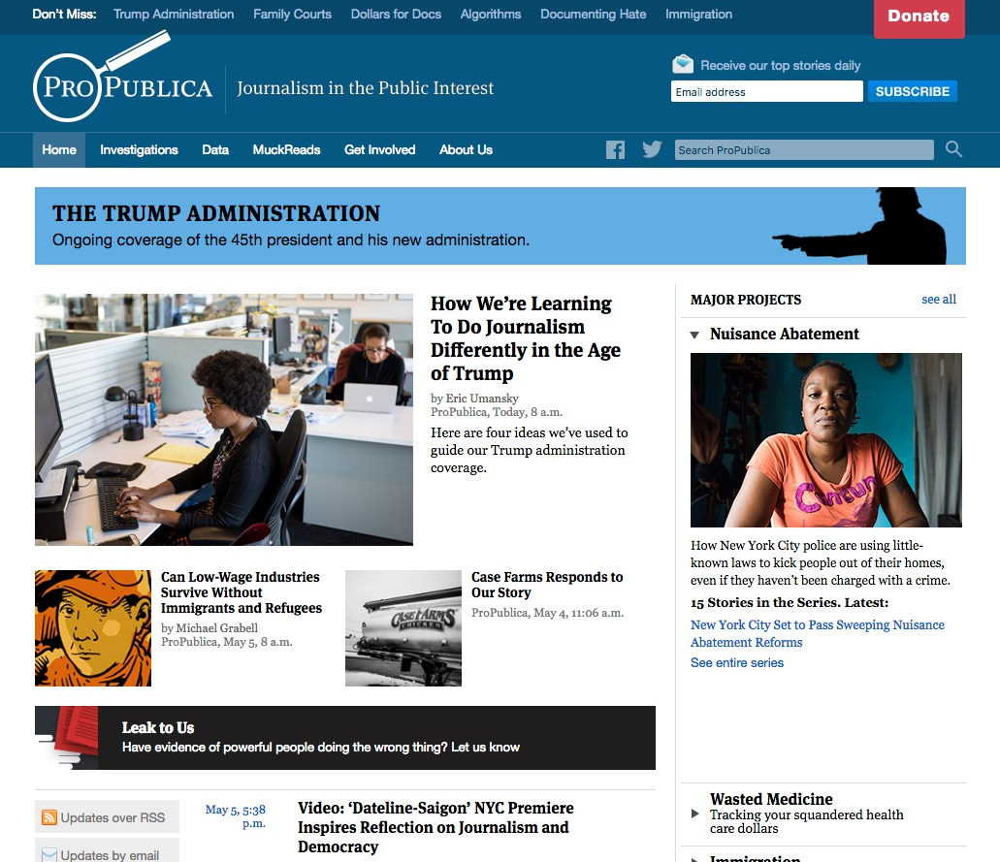 Don't Miss: Trump Administration Family Courts Dollars for Docs Algorithms Documenting Hate Immigration
Donate
PROPUBLICA
Journalism in the Public Interest
Receive our top stories daily
Email address
SUBSCRIBE
Home Investigations Data MuckReads Get Involved About Us
Search ProPublica
THE TRUMP ADMINISTRATION
Ongoing coverage of the 45th president and his new administration.
How We're Learning
To Do Journalism
Differently in the Age
of Trump
by Eric Umansky
ProPublica, Today, 8 a.m.
Here are four ideas we've used to
guide our Trump administration
coverage.
Can Low-Wage Industries
Survive Without
Immigrants and Refugees
by Michael Grabell
ProPublica, May 5, 8 a.m.
CASE FARMS
CHICKEN
Case Farms Responds to
Our Story
ProPublica, May 4, 11:06 a.m.
Leak to Us
Have evidence of powerful people doing the wrong thing? Let us know
Updates over RSS
Updates by email
May 5, 5:38
p.m.
Video: ‘Dateline-Saigon’ NYC Premiere
Inspires Reflection on Journalism and
Democracy
MAJOR PROJECTS
see all
Nuisance Abatement
How New York City police are using little-
known laws to kick people out of their homes,
even if they haven't been charged with a crime.
15 Stories in the Series. Latest:
New York City Set to Pass Sweeping Nuisance
Abatement Reforms
See entire series
Wasted Medicine
Tracking your squandered health
care dollars
Immigration